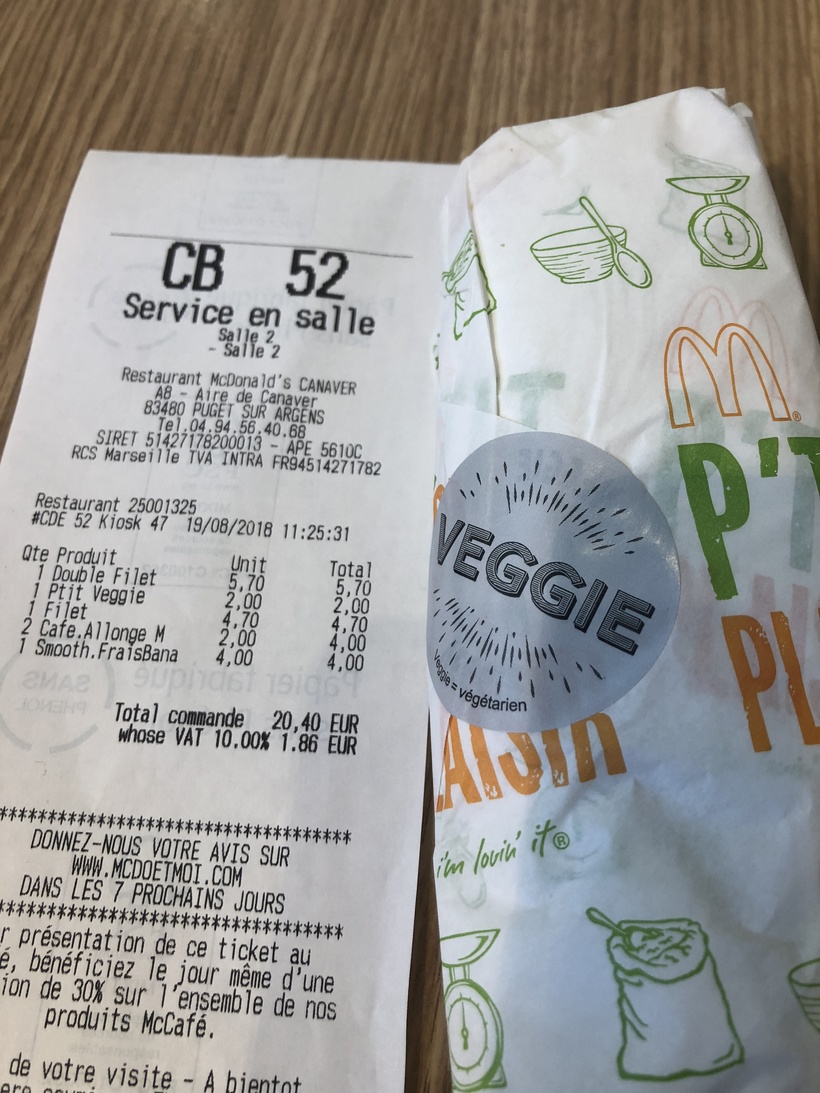 CB 52
Service en salle
Salle 2
- Salle 2
Restaurant McDonald's CANAVER
A8 - Aire de Canaver
83480 PUGET SUR ARGENS
Tel.04.94.56.40.68
SIRET 51427178200013 - APE 5610C
RCS Marseille TVA INTRA FR94514271782
Restaurant 25001325
#CDE 52 Kiosk 47 19/08/2018 11:25:31
Qte Produit Unit Total
1 Double Filet 5,70 5,70
1 Ptit Veggie 2,00 2,00
1 Filet 4,70 4,70
2 Cafe.Allonge M 2,00 4,00
1 Smooth.FraisBana 4,00 4,00
Total commande 20,40 EUR
whose VAT 10.00% 1.86 EUR
***********************************
DONNEZ-NOUS VOTRE AVIS SUR
WWW.MCDOETMOI.COM
DANS LES 7 PROCHAINS JOURS
***********************************
r présentation de ce ticket au
é, bénéficiez le jour même d'une
ion de 30% sur l'ensemble de nos
produits McCafé.
de votre visite - A bientot
M®
P'T
PL
VEGGIE
Veggie = végétarien
LAISIR
i'm lovin' it®